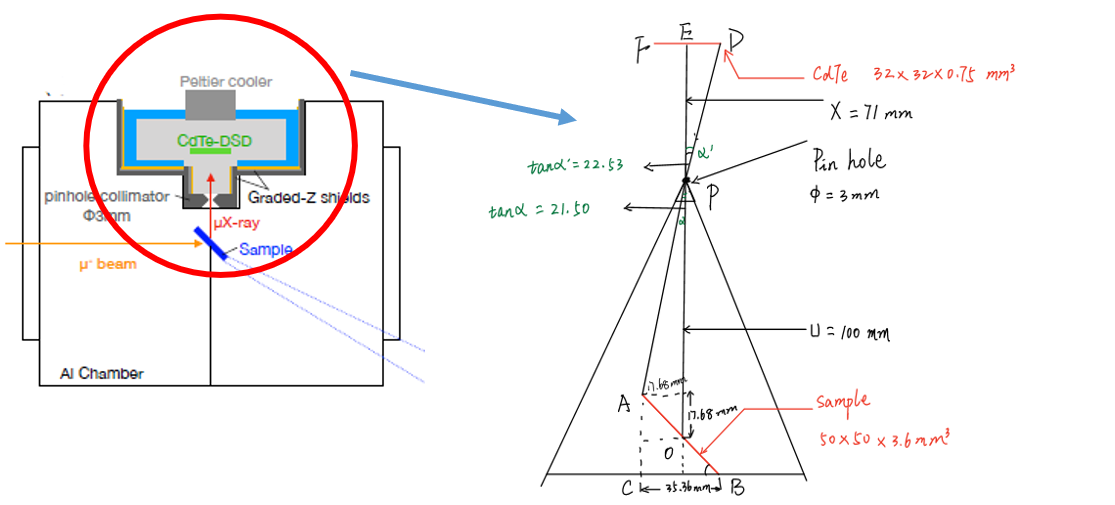 Peltier cooler
CdTe-DSD
pinhole collimator
Φ3mm
Graded-Z shields
μX-ray
Sample
μ⁻ beam
Al Chamber
F E D
CdTe 32 × 32 × 0.75 mm³
X = 71 mm
α'
tanα' = 22.53
Pin hole
P
ϕ = 3 mm
tanα = 21.50
α
U = 100 mm
17.68 mm
A
17.68 mm
Sample
50 × 50 × 3.6 mm³
O
C 35.36 mm B